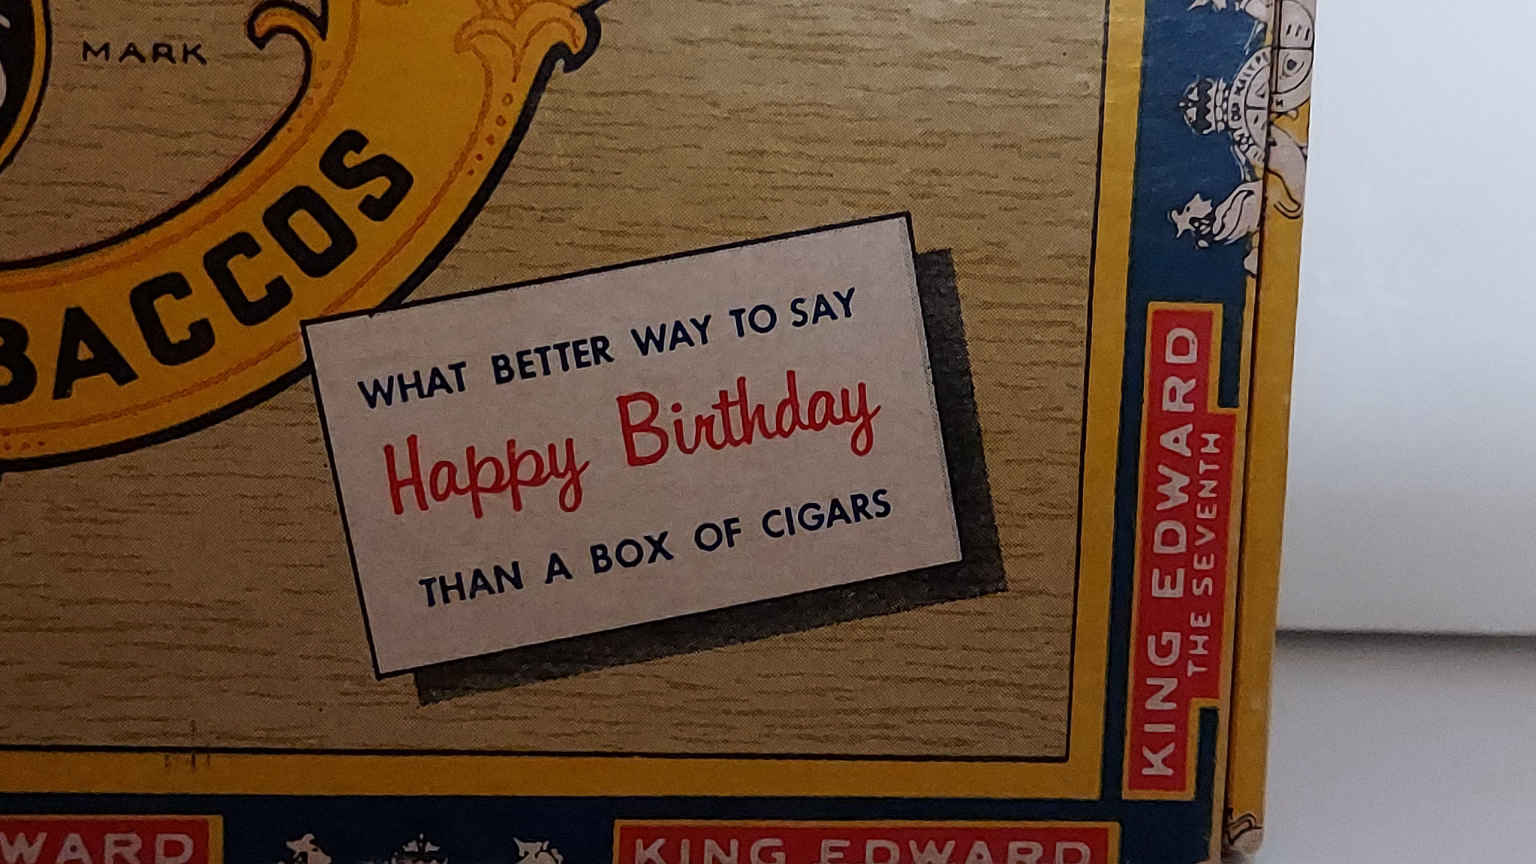 MARK
BACCOS
WHAT BETTER WAY TO SAY
Happy Birthday
THAN A BOX OF CIGARS
KING EDWARD
THE SEVENTH
WARD
KING EDWARD